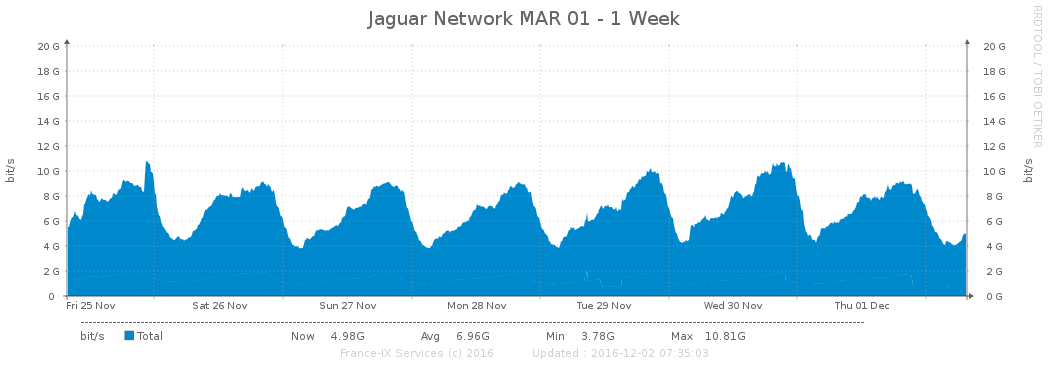 Jaguar Network MAR 01 - 1 Week
RRDTOOL / TOBI OETIKER
bit/s
20 G 20 G
18 G 18 G
16 G 16 G
14 G 14 G
12 G 12 G
10 G 10 G
8 G 8 G
6 G 6 G
4 G 4 G
2 G 2 G
0 0 G
bit/s
Fri 25 Nov Sat 26 Nov Sun 27 Nov Mon 28 Nov Tue 29 Nov Wed 30 Nov Thu 01 Dec
bit/s Total Now 4.98G Avg 6.96G Min 3.78G Max 10.81G
France-IX Services (c) 2016 Updated : 2016-12-02 07:35:03